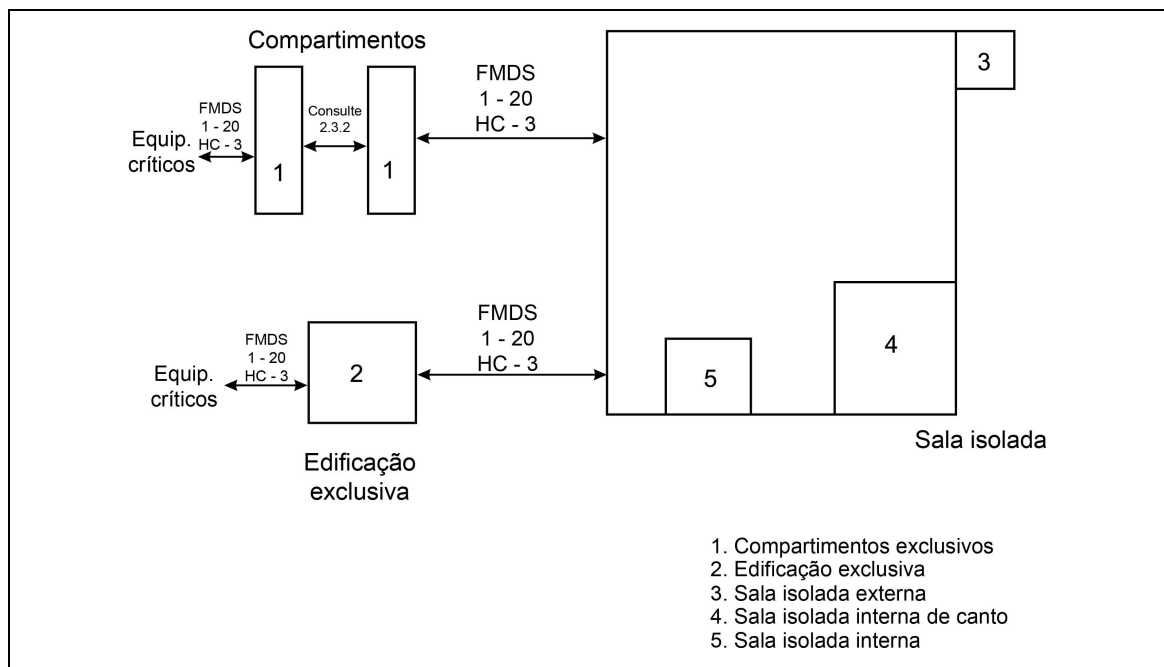 Compartimentos
FMDS
1 - 20
HC - 3
Equip.
críticos
Consulte
2.3.2
1
1
FMDS
1 - 20
HC - 3
3
FMDS
1 - 20
HC - 3
Equip.
críticos
2
FMDS
1 - 20
HC - 3
5
4
Edificação
exclusiva
Sala isolada
1. Compartimentos exclusivos
2. Edificação exclusiva
3. Sala isolada externa
4. Sala isolada interna de canto
5. Sala isolada interna